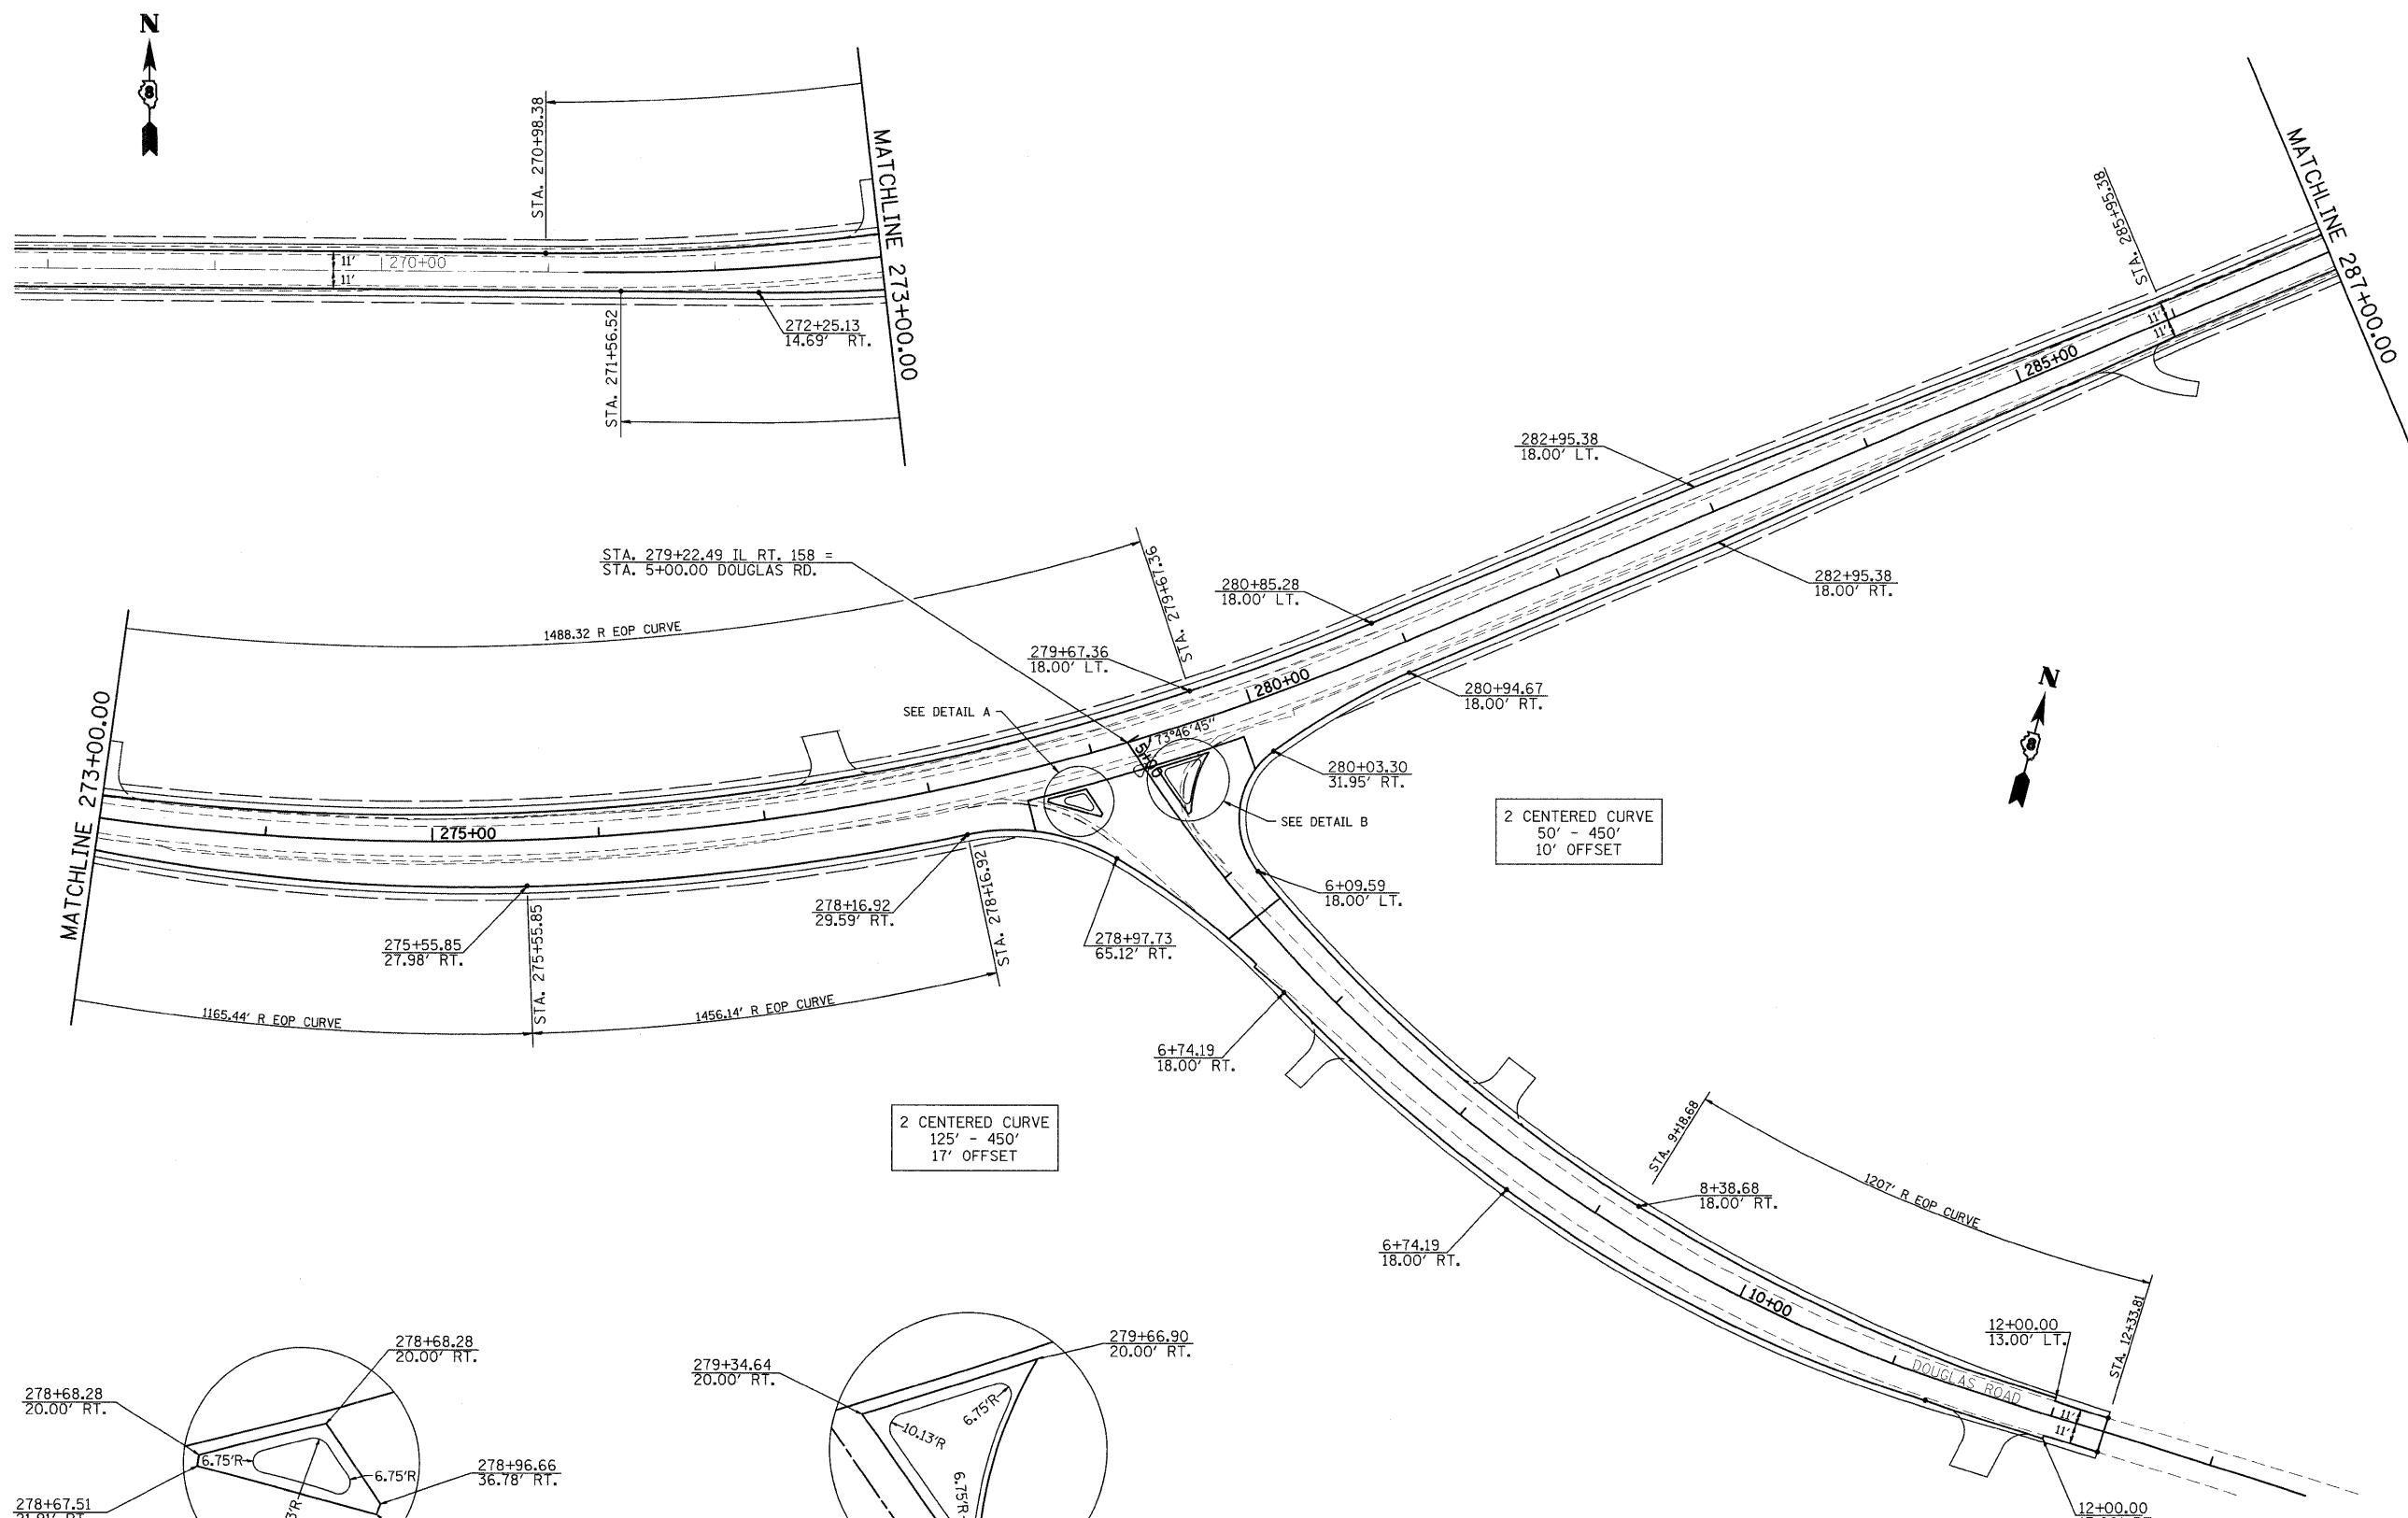 N
8
STA. 270+98.38
MATCHLINE 273+00.00
11'
11'
270+00
STA. 271+56.52
272+25.13
14.69' RT.
MATCHLINE 287+00.00
STA. 285+95.38
11'
11'
285+00
282+95.38
18.00' LT.
282+95.38
18.00' RT.
STA. 279+22.49 IL RT. 158 =
STA. 5+00.00 DOUGLAS RD.
STA. 279+67.36
280+85.28
18.00' LT.
1488.32 R EOP CURVE
279+67.36
18.00' LT.
280+00
280+94.67
18.00' RT.
N
8
SEE DETAIL A
73°46'45"
5+00
280+03.30
31.95' RT.
SEE DETAIL B
2 CENTERED CURVE
50' - 450'
10' OFFSET
MATCHLINE 273+00.00
275+00
6+09.59
18.00' LT.
278+16.92
29.59' RT.
STA. 278+16.92
278+97.73
65.12' RT.
275+55.85
27.98' RT.
STA. 275+55.85
1165.44' R EOP CURVE
1456.14' R EOP CURVE
6+74.19
18.00' RT.
2 CENTERED CURVE
125' - 450'
17' OFFSET
STA. 9+18.68
8+38.68
18.00' RT.
1207' R EOP CURVE
6+74.19
18.00' RT.
10+00
12+00.00
13.00' LT.
STA. 12+33.81
DOUGLAS ROAD
11'
11'
12+00.00
278+68.28
20.00' RT.
278+68.28
20.00' RT.
6.75'R
6.75'R
278+96.66
36.78' RT.
278+67.51
279+34.64
20.00' RT.
279+66.90
20.00' RT.
10.13'R
6.75'R
6.75'R